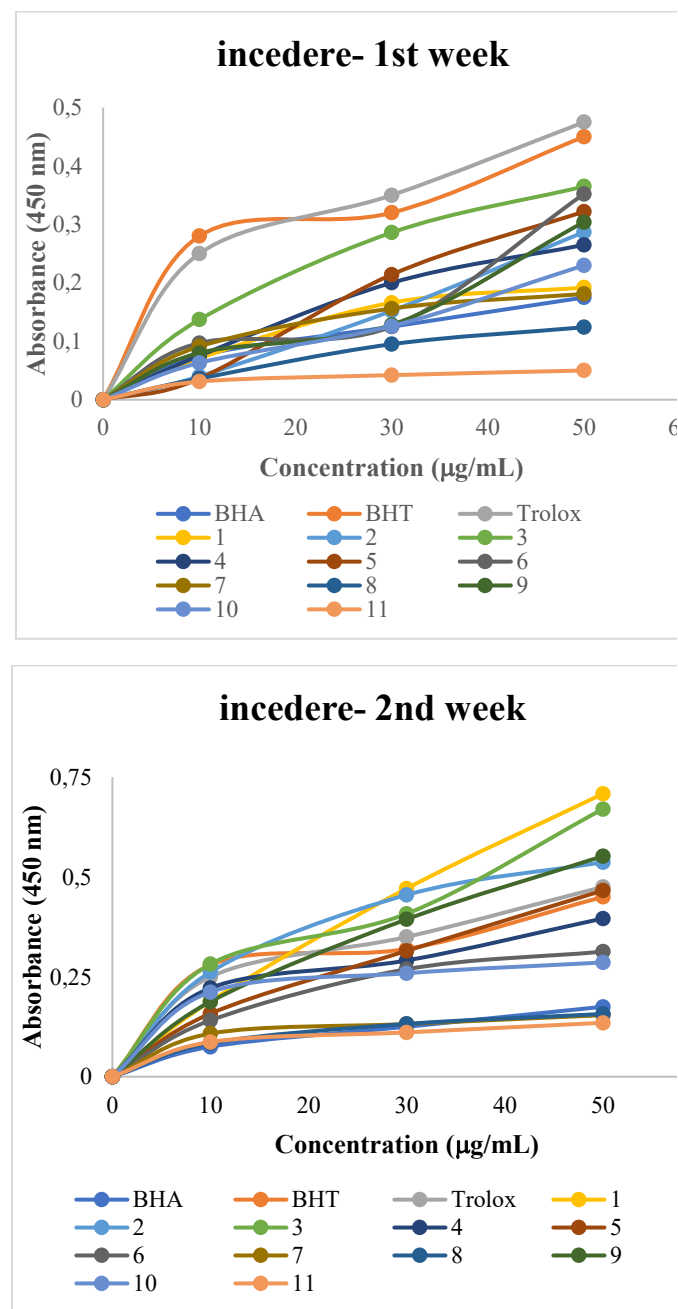 incedere- 1st week
0,5
0,4
0,3
0,2
0,1
0
Absorbance (450 nm)
0 10 20 30 40 50 6
Concentration (µg/mL)
BHA BHT Trolox
1 2 3
4 5 6
7 8 9
10 11
incedere- 2nd week
0,75
0,5
0,25
0
Absorbance (450 nm)
0 10 20 30 40 50
Concentration (µg/mL)
BHA BHT Trolox 1
2 3 4 5
6 7 8 9
10 11